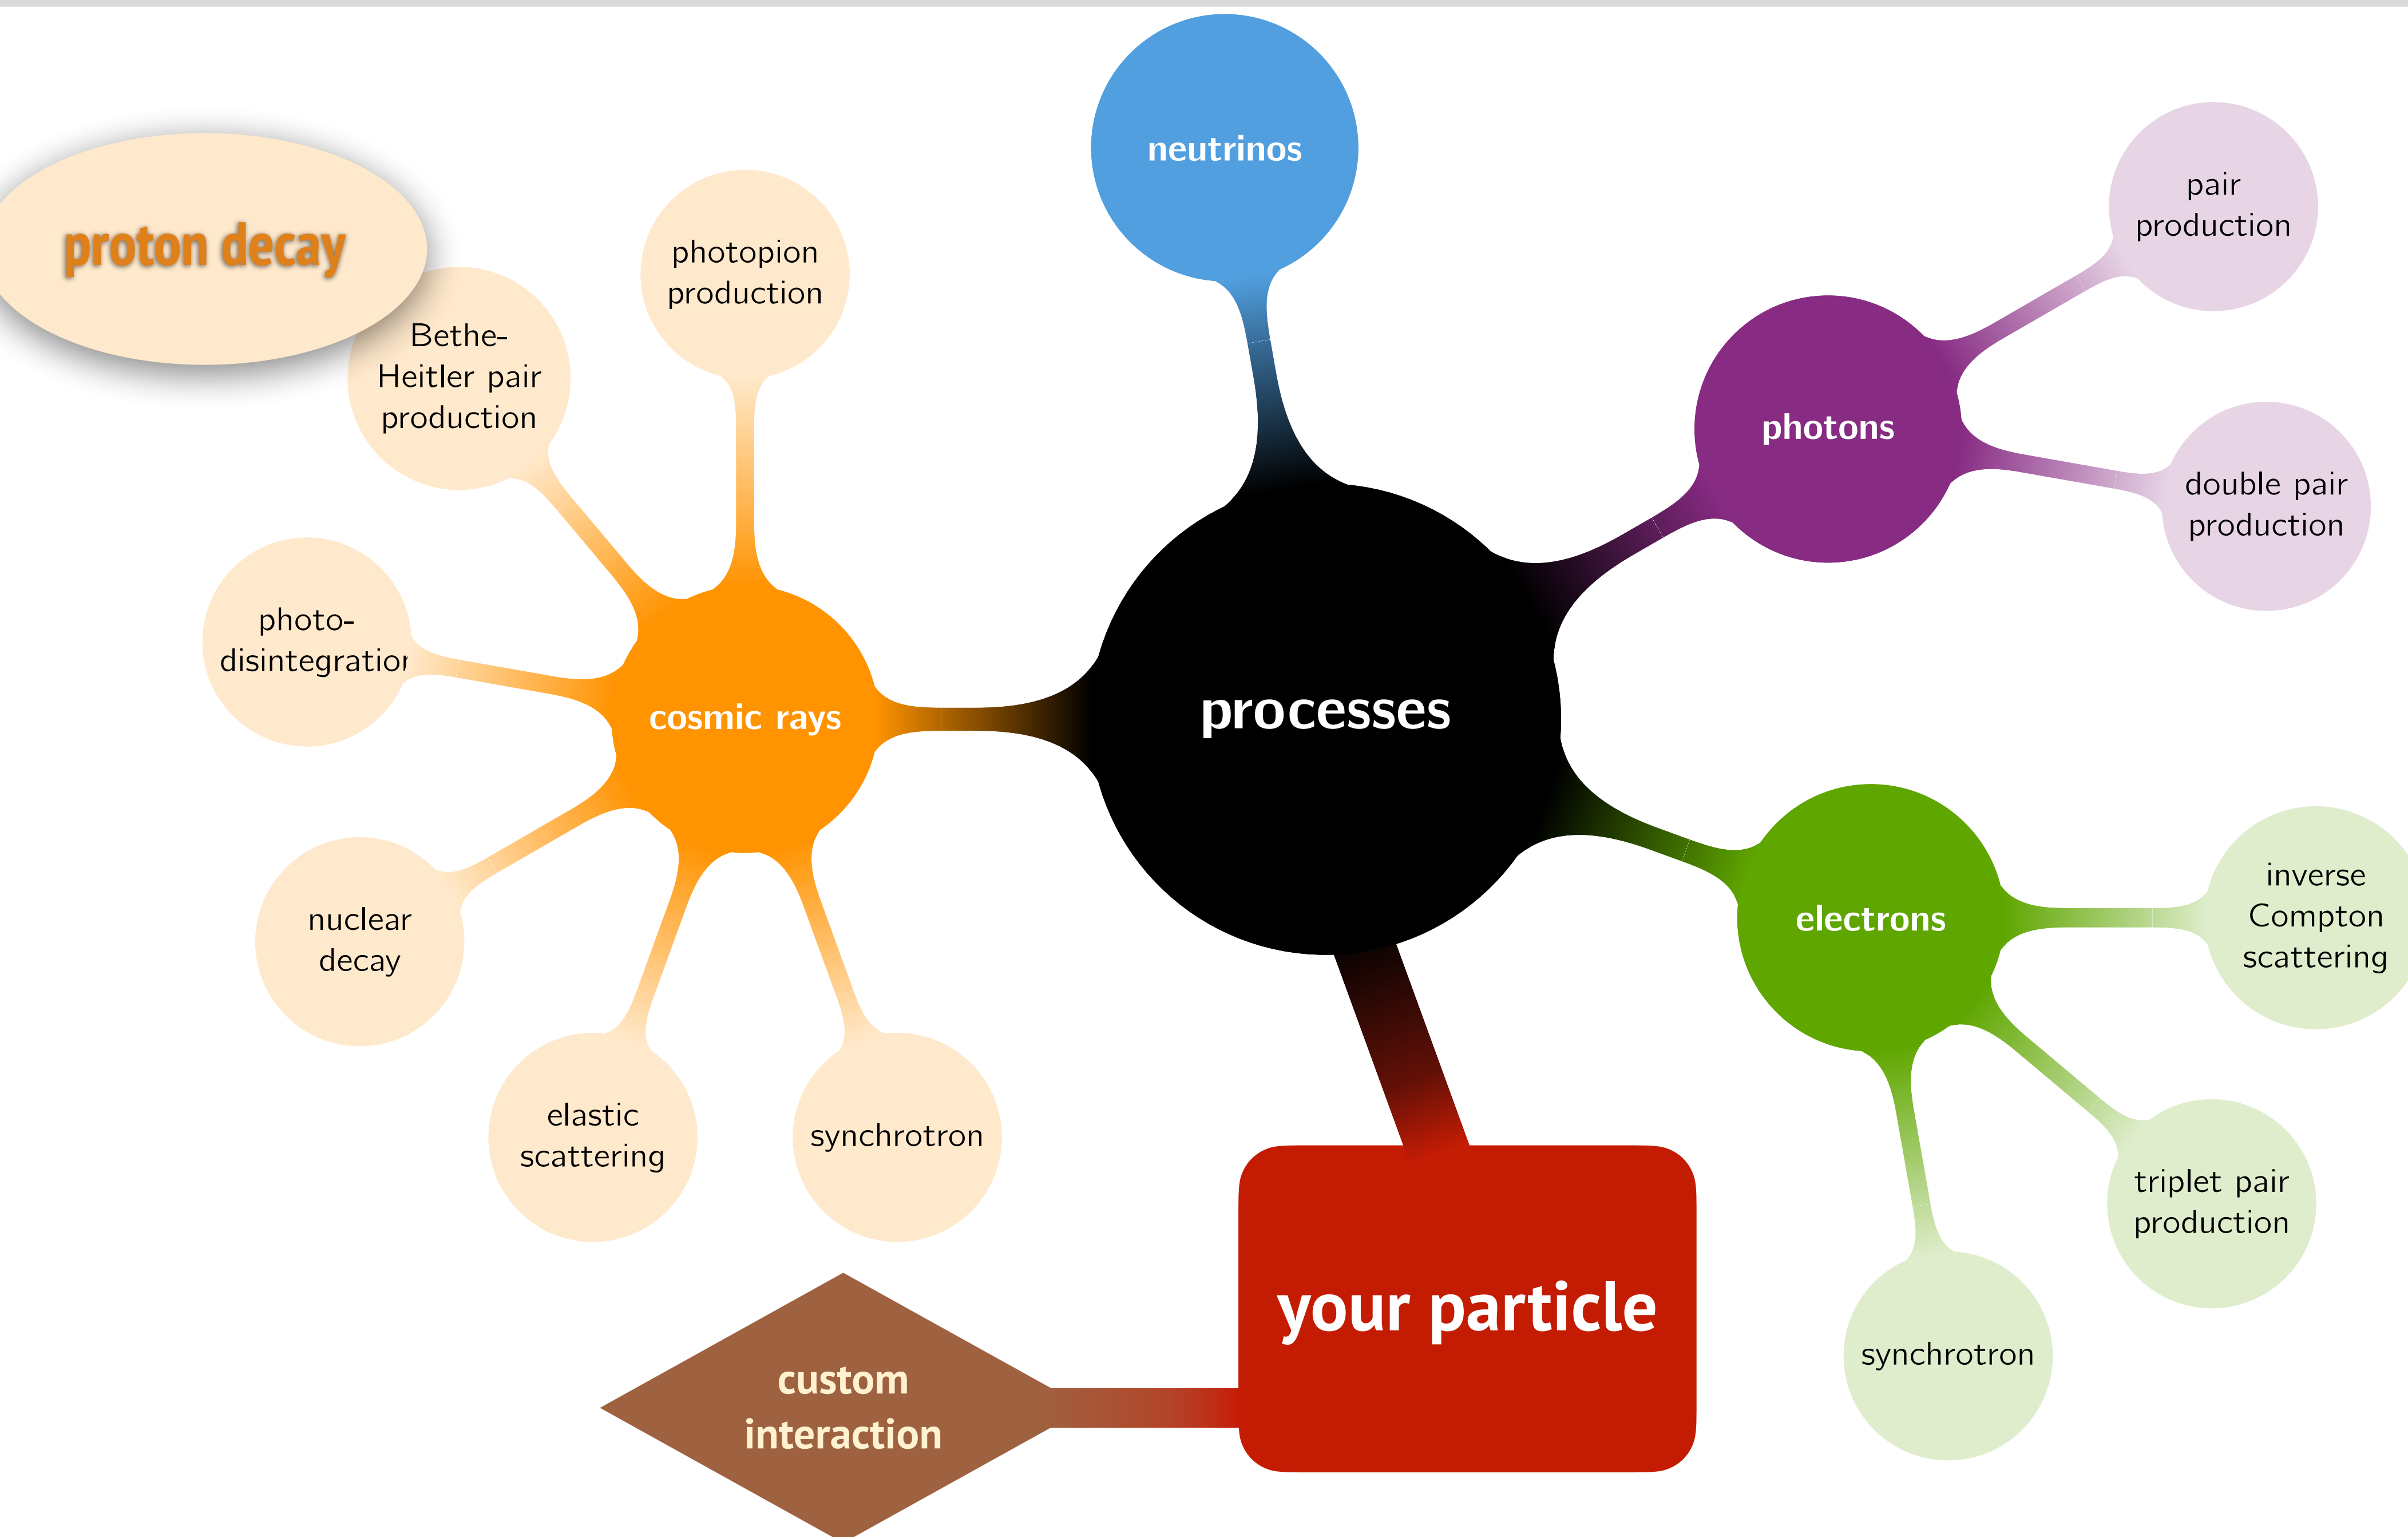 neutrinos
proton decay
photopion
production
Bethe-
Heitler pair
production
photo-
disintegration
cosmic rays
nuclear
decay
elastic
scattering
synchrotron
processes
photons
pair
production
double pair
production
electrons
inverse
Compton
scattering
triplet pair
production
synchrotron
your particle
custom
interaction